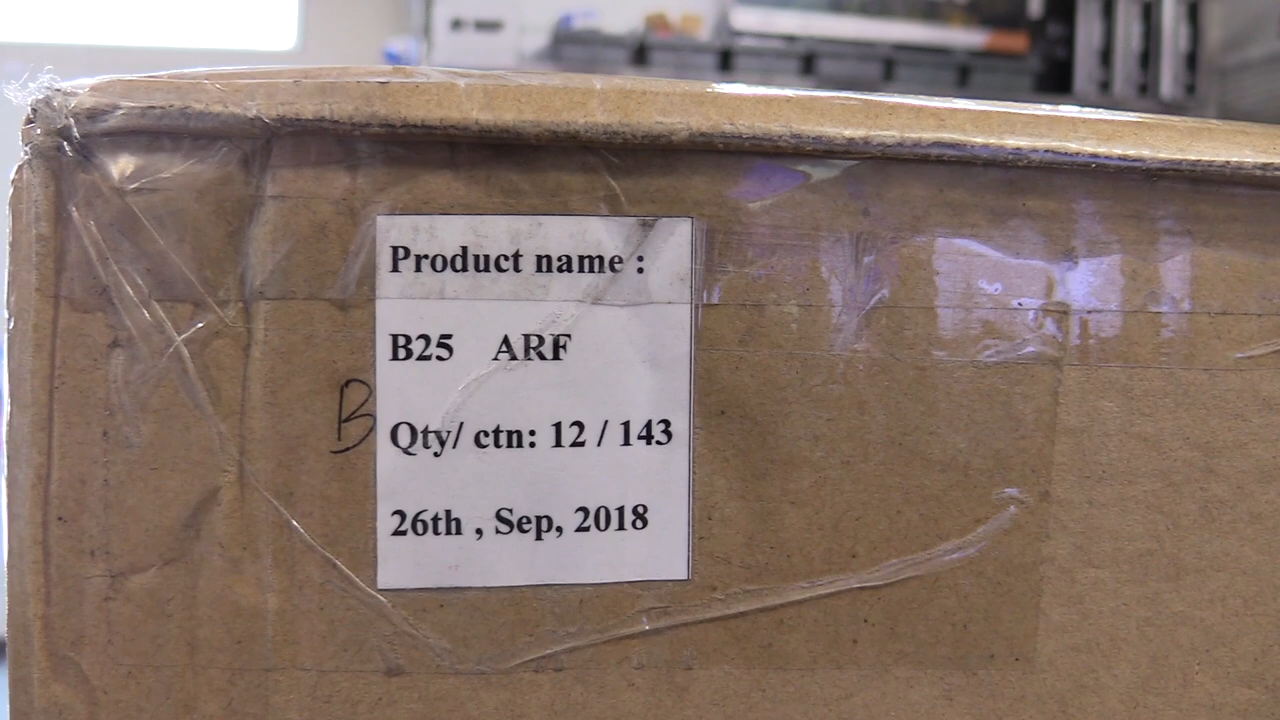 Product name :
B25 ARF
B
Qty/ ctn: 12 / 143
26th , Sep, 2018